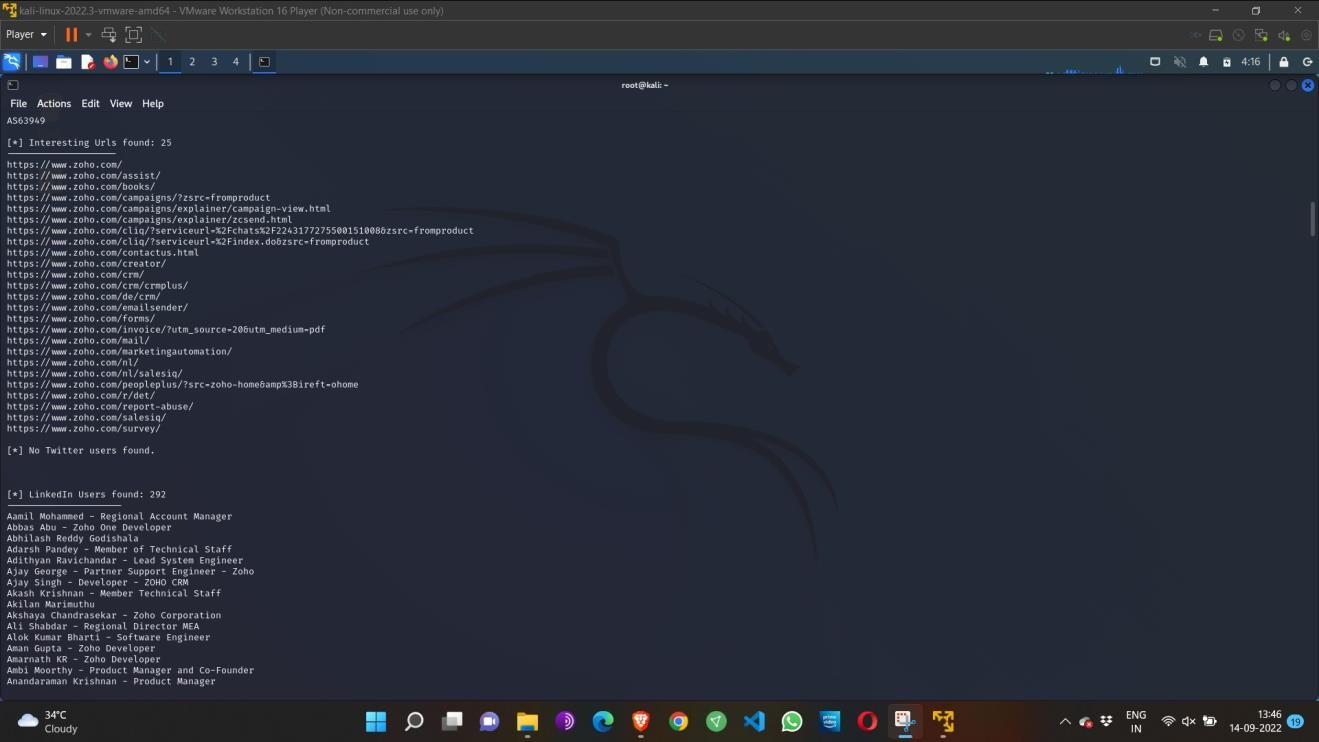 kali-linux-2022.3-vmware-amd64 - VMware Workstation 16 Player (Non-commercial use only)
Player
1 2 3 4
4:16
root@kali: ~
File Actions Edit View Help
AS63949
[*] Interesting Urls found: 25
https://www.zoho.com/
https://www.zoho.com/assist/
https://www.zoho.com/books/
https://www.zoho.com/campaigns/?zsrc=fromproduct
https://www.zoho.com/campaigns/explainer/campaign-view.html
https://www.zoho.com/campaigns/explainer/zcsend.html
https://www.zoho.com/cliq/?serviceurl=%2Fchats%2F2243177275500151008&zsrc=fromproduct
https://www.zoho.com/cliq/?serviceurl=%2Findex.do&zsrc=fromproduct
https://www.zoho.com/contactus.html
https://www.zoho.com/creator/
https://www.zoho.com/crm/
https://www.zoho.com/crm/crmplus/
https://www.zoho.com/de/crm/
https://www.zoho.com/emailsender/
https://www.zoho.com/forms/
https://www.zoho.com/invoice/?utm_source=20&utm_medium=pdf
https://www.zoho.com/mail/
https://www.zoho.com/marketingautomation/
https://www.zoho.com/nl/
https://www.zoho.com/nl/salesiq/
https://www.zoho.com/peopleplus/?src=zoho-home&amp%3Bireft=ohome
https://www.zoho.com/r/det/
https://www.zoho.com/report-abuse/
https://www.zoho.com/salesiq/
https://www.zoho.com/survey/
[*] No Twitter users found.
[*] LinkedIn Users found: 292
Aamil Mohammed - Regional Account Manager
Abbas Abu - Zoho One Developer
Abhilash Reddy Godishala
Adarsh Pandey - Member of Technical Staff
Adithyan Ravichandar - Lead System Engineer
Ajay George - Partner Support Engineer - Zoho
Ajay Singh - Developer - ZOHO CRM
Akash Krishnan - Member Technical Staff
Akilan Marimuthu
Akshaya Chandrasekar - Zoho Corporation
Ali Shabdar - Regional Director MEA
Alok Kumar Bharti - Software Engineer
Aman Gupta - Zoho Developer
Amarnath KR - Zoho Developer
Ambi Moorthy - Product Manager and Co-Founder
Anandaraman Krishnan - Product Manager
34°C
Cloudy
prime video
ENG
IN
13:46
14-09-2022
19